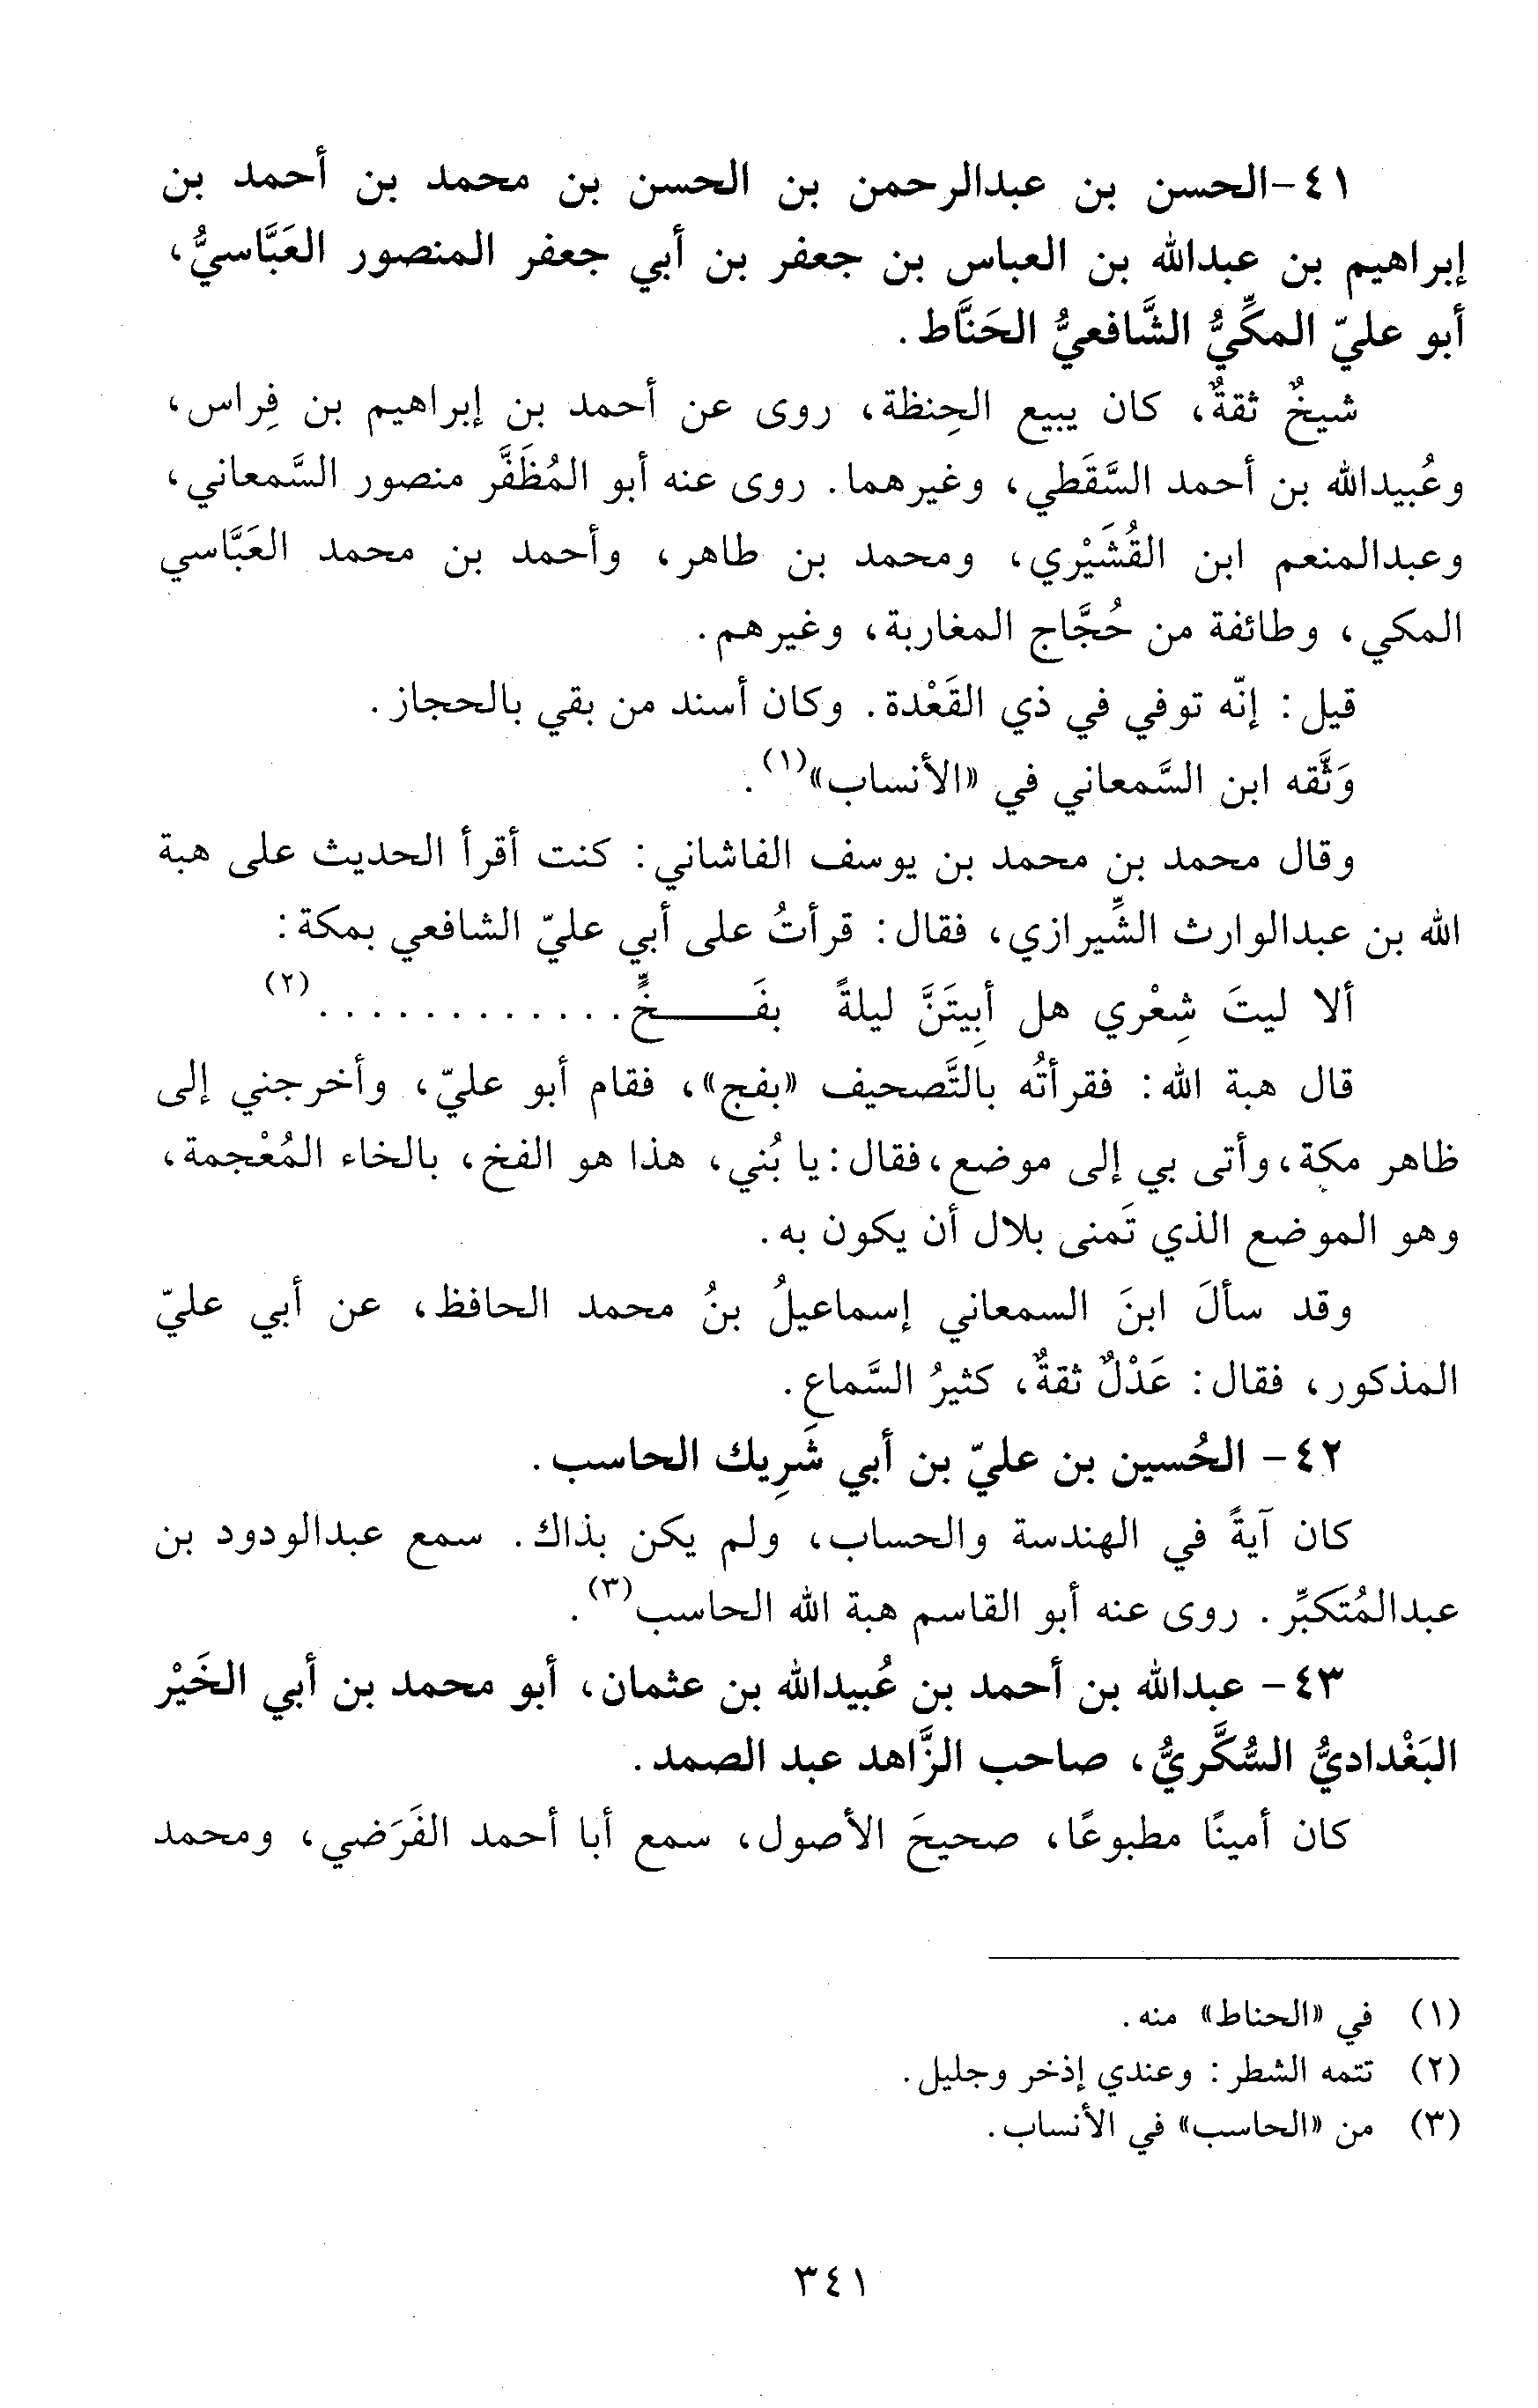 ٤١-الحسن بن عبدالرحمن بن الحسن بن محمد بن أحمد بن
إبراهيم بن عبدالله بن العباس بن جعفر بن أبي جعفر المنصور العَبَّاسيُّ،
أبو عليّ المكِّيُّ الشَّافعيُّ الحَنَّاط.
شيخٌ ثقةٌ، كان يبيع الحِنظة، روى عن أحمد بن إبراهيم بن فِراس،
وعُبيدالله بن أحمد السَّقَطي، وغيرهما. روى عنه أبو المُظَفَّر منصور السَّمعاني،
وعبدالمنعم ابن القُشَيْري، ومحمد بن طاهر، وأحمد بن محمد العَبَّاسي
المكي، وطائفة من حُجَّاج المغاربة، وغيرهم.
قيل: إنّه توفي في ذي القَعْدة. وكان أسند من بقي بالحجاز.
وَثَّقه ابن السَّمعاني في «الأنساب»(١).
وقال محمد بن محمد بن يوسف الفاشاني: كنت أقرأ الحديث على هبة
الله بن عبدالوارث الشِّيرازي، فقال: قرأتُ على أبي عليّ الشافعي بمكة:
ألا ليتَ شِعْري هل أبِيتَنَّ ليلةً بفَـــخٍّ............(٢)
قال هبة الله: فقرأتُه بالتَّصحيف «بفج»، فقام أبو عليّ، وأخرجني إلى
ظاهر مكة، وأتى بي إلى موضع، فقال: يا بُني، هذا هو الفخ، بالخاء المُعْجمة،
وهو الموضع الذي تَمنى بلال أن يكون به.
وقد سألَ ابنَ السمعاني إسماعيلُ بنُ محمد الحافظ، عن أبي عليّ
المذكور، فقال: عَدْلٌ ثقةٌ، كثيرُ السَّماع.
٤٢- الحُسين بن عليّ بن أبي شَرِيك الحاسب.
كان آيةً في الهندسة والحساب، ولم يكن بذاك. سمع عبدالودود بن
عبدالمُتَكبِّر. روى عنه أبو القاسم هبة الله الحاسب(٣).
٤٣- عبدالله بن أحمد بن عُبيدالله بن عثمان، أبو محمد بن أبي الخَيْر
البَغْداديُّ السُّكَّريُّ، صاحب الزَّاهد عبد الصمد.
كان أمينًا مطبوعًا، صحيحَ الأصول، سمع أبا أحمد الفَرَضي، ومحمد
(١) في «الحناط» منه.
(٢) تتمه الشطر: وعندي إذخر وجليل.
(٣) من «الحاسب» في الأنساب.
٣٤١